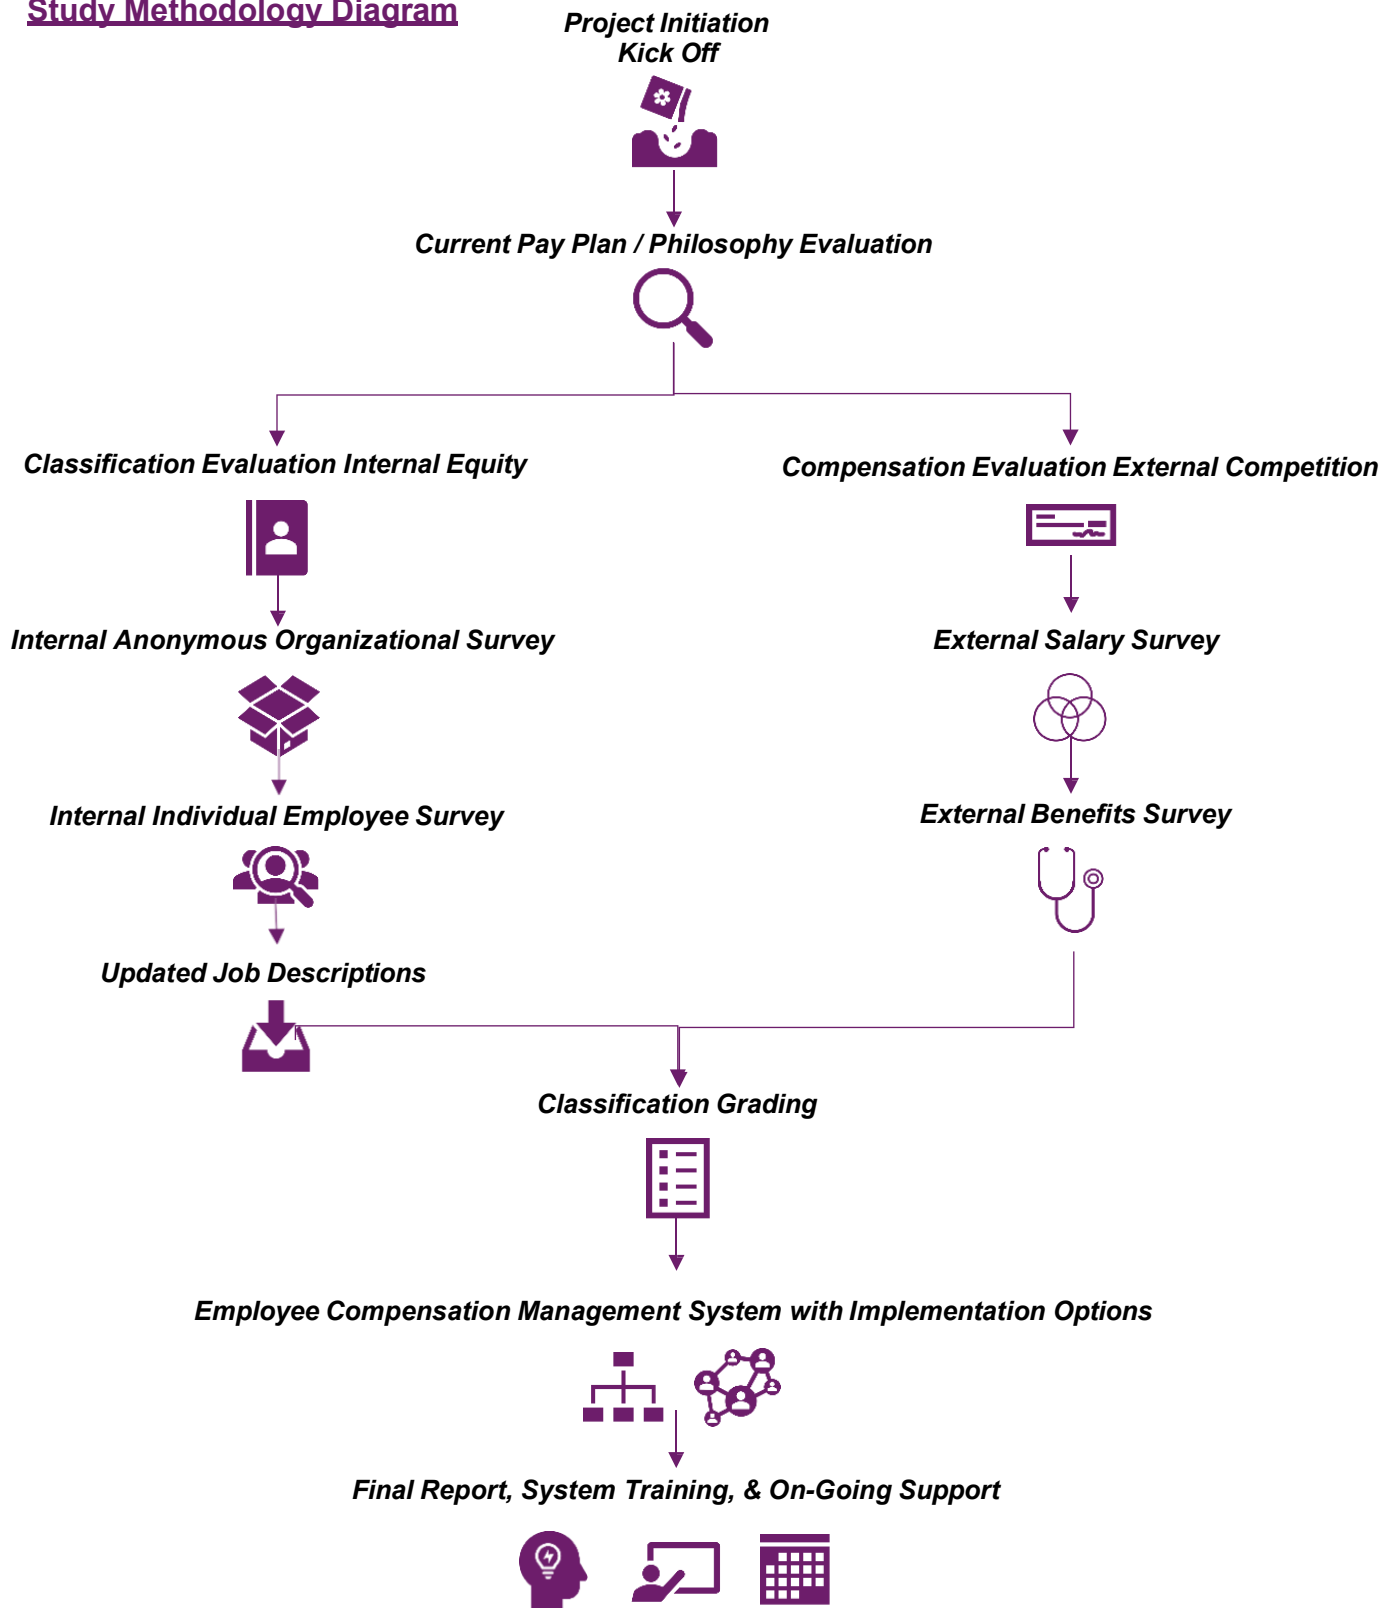 Study Methodology Diagram
Project Initiation
Kick Off
Current Pay Plan / Philosophy Evaluation
Classification Evaluation Internal Equity
Compensation Evaluation External Competition
Internal Anonymous Organizational Survey
External Salary Survey
Internal Individual Employee Survey
External Benefits Survey
Updated Job Descriptions
Classification Grading
Employee Compensation Management System with Implementation Options
Final Report, System Training, & On-Going Support